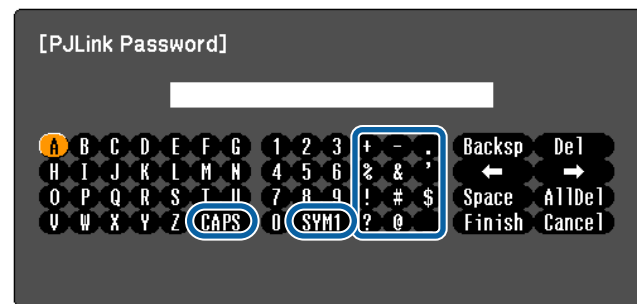 [PJLink Password]
A B C D E F G 1 2 3 + - . Backsp Del
H I J K L M N 4 5 6 % & ' ← →
O P Q R S T U 7 8 9 ! # $ Space AllDel
V W X Y Z CAPS 0 SYM1 ? @ Finish Cancel